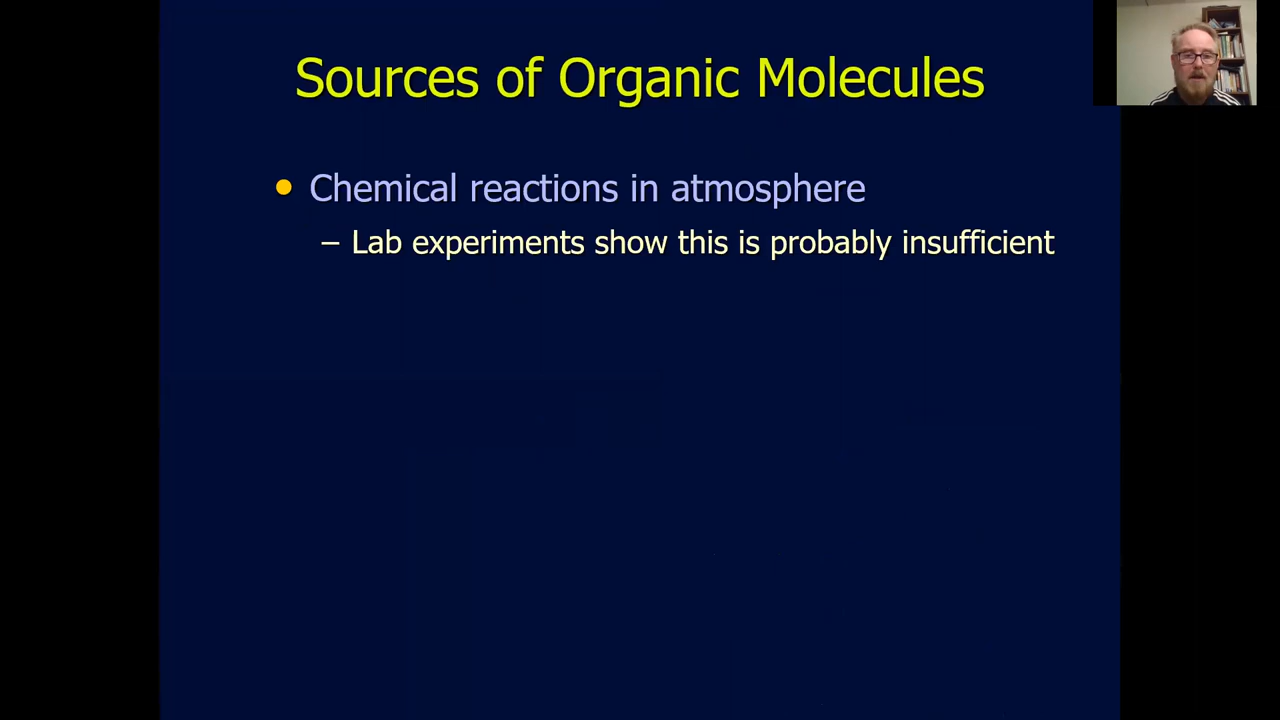 Sources of Organic Molecules
• Chemical reactions in atmosphere
– Lab experiments show this is probably insufficient